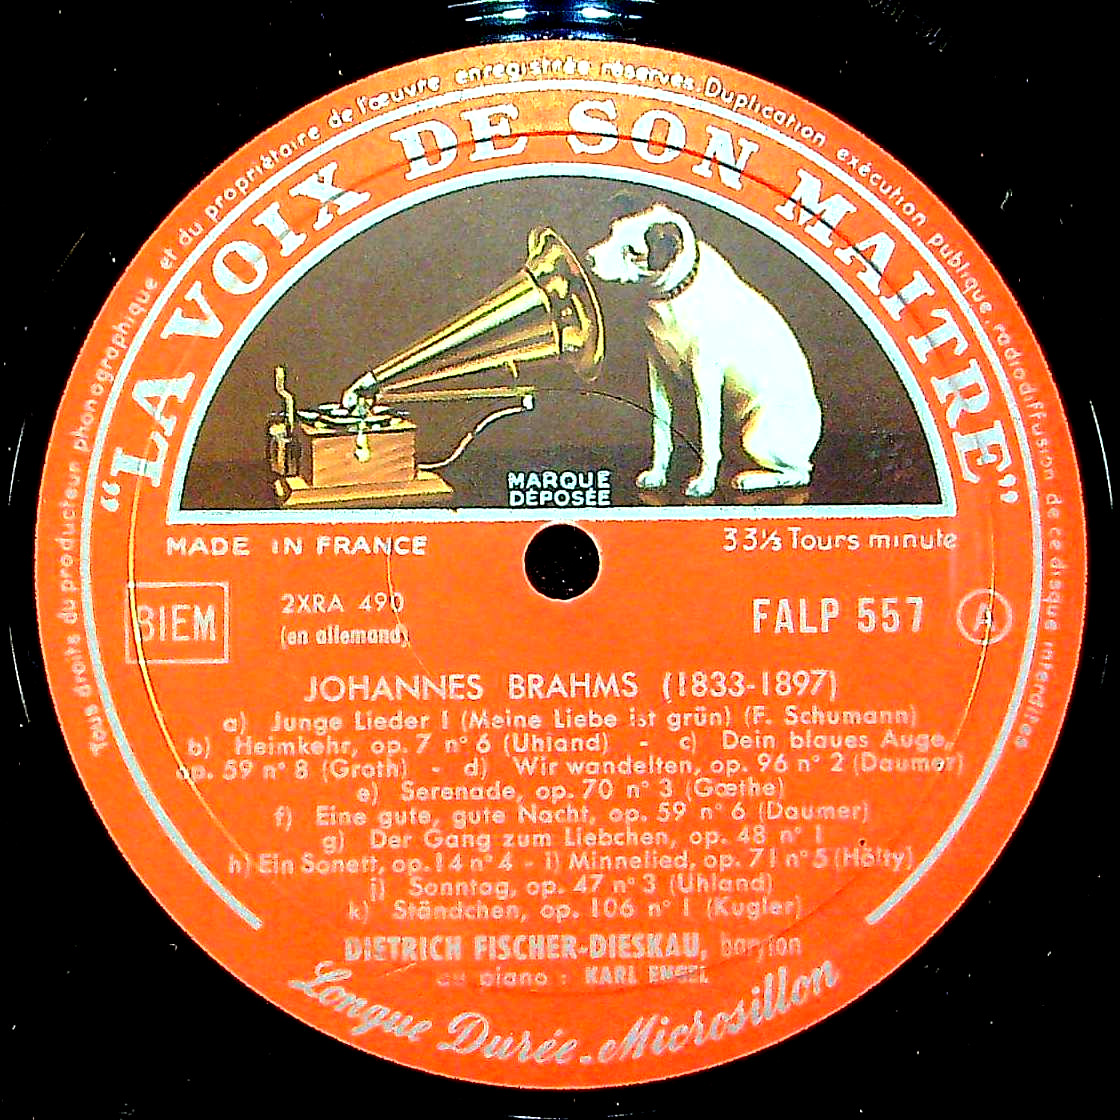 Tous droits du producteur phonographique et du propriétaire de l'œuvre enregistrée réservés. Duplication exécution publique. radiodiffusion de ce disque interdites
"LA VOIX DE SON MAITRE"
MARQUE
DÉPOSÉE
MADE IN FRANCE
33⅓ Tours minute
BIEM
2XRA 490
(en allemand)
FALP 557
A
JOHANNES BRAHMS (1833-1897)
a) Junge Lieder I (Meine Liebe ist grün) (F. Schumann)
b) Heimkehr, op. 7 n° 6 (Uhland) - c) Dein blaues Auge,
op. 59 n° 8 (Groth) - d) Wir wandelten, op. 96 n° 2 (Daumer)
e) Serenade, op. 70 n° 3 (Gœthe)
f) Eine gute, gute Nacht, op. 59 n° 6 (Daumer)
g) Der Gang zum Liebchen, op. 48 n° 1
h) Ein Sonett, op. 14 n° 4 - i) Minnelied, op. 71 n° 5 (Hölty)
j) Sonntag, op. 47 n° 3 (Uhland)
k) Ständchen, op. 106 n° 1 (Kugler)
DIETRICH FISCHER-DIESKAU, baryton
au piano : KARL ENGEL
Longue Durée - Microsillon